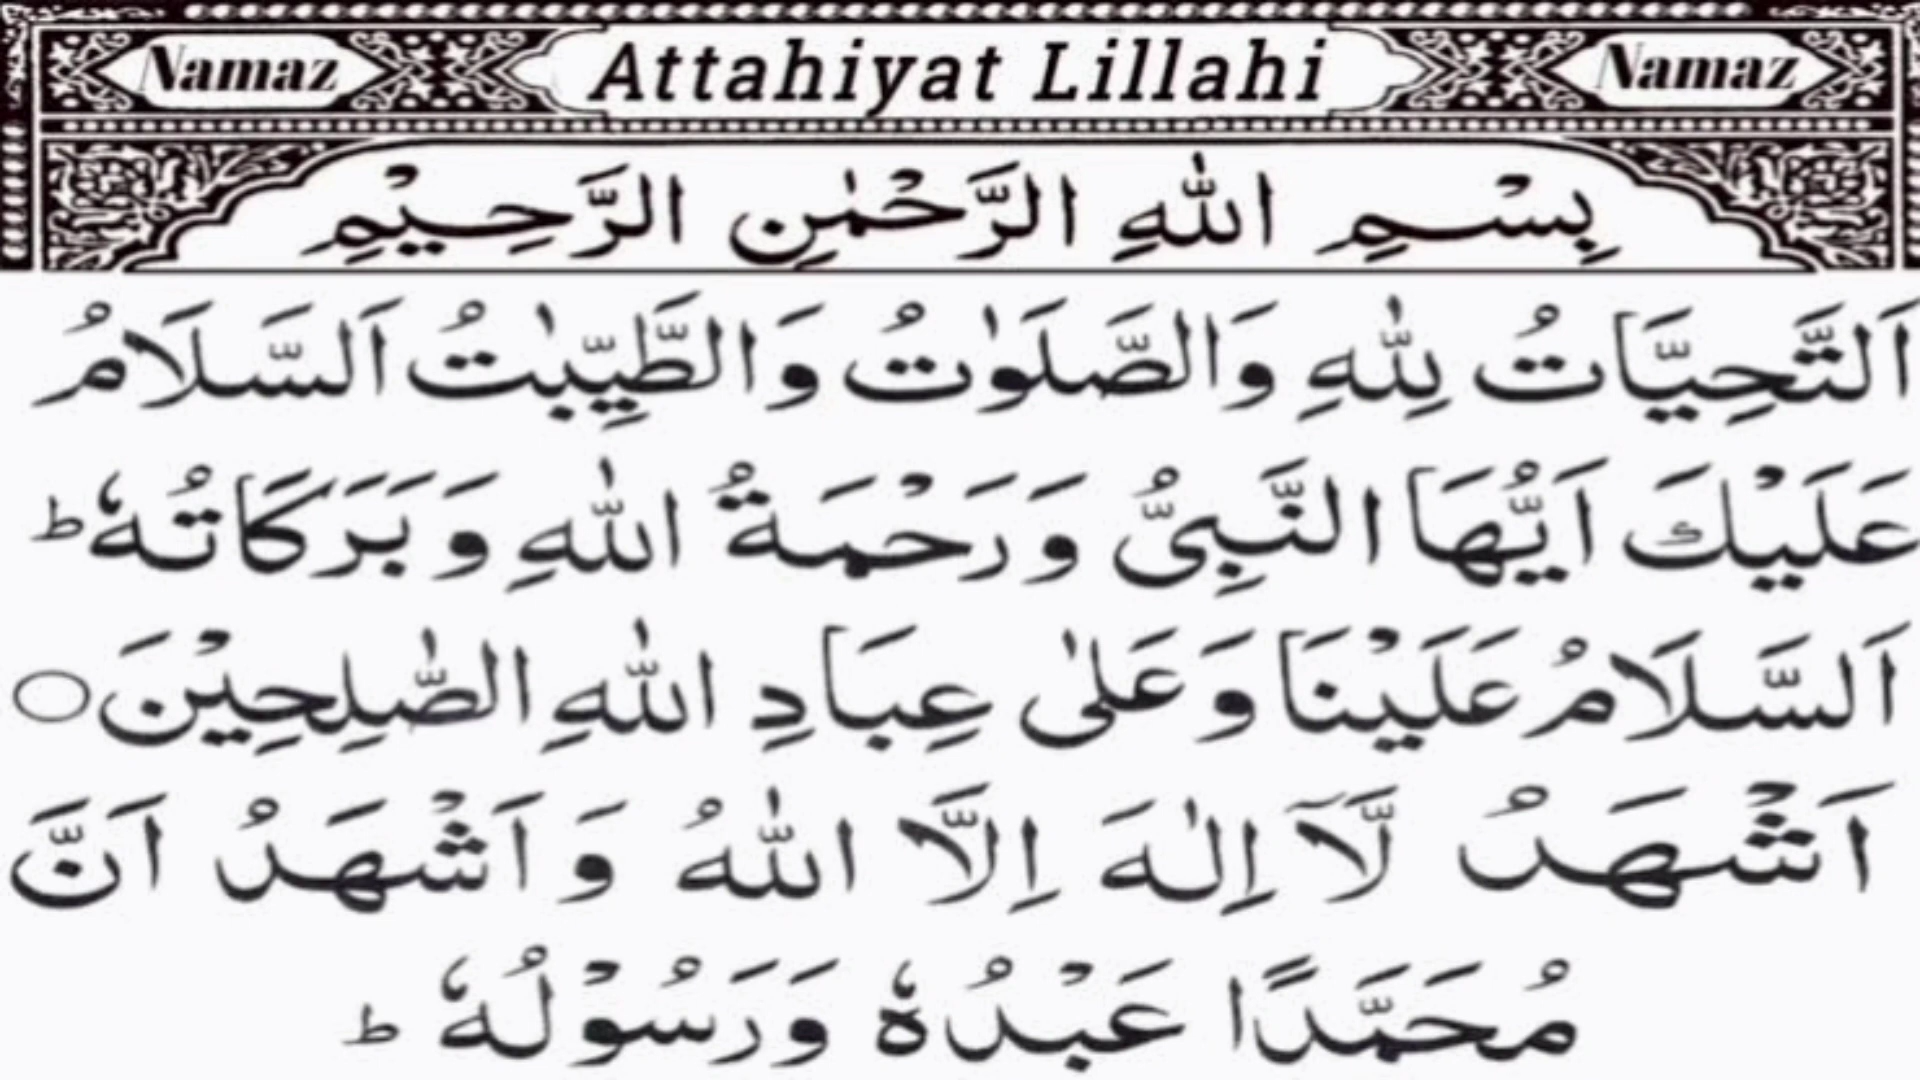 Namaz Attahiyat Lillahi Namaz
بِسْمِ اللّٰهِ الرَّحْمٰنِ الرَّحِيْمِ
اَلتَّحِيَّاتُ لِلّٰهِ وَالصَّلَوٰتُ وَالطَّيِّبٰتُ اَلسَّلَامُ
عَلَيْكَ اَيُّهَا النَّبِىُّ وَرَحْمَةُ اللّٰهِ وَبَرَكَاتُهٗ ؕ
اَلسَّلَامُ عَلَيْنَا وَعَلٰى عِبَادِ اللّٰهِ الصّٰلِحِيْنَ ○
اَشْهَدُ لَّآ اِلٰهَ اِلَّا اللّٰهُ وَاَشْهَدُ اَنَّ
مُحَمَّدًا عَبْدُهٗ وَرَسُوْلُهٗ ؕ